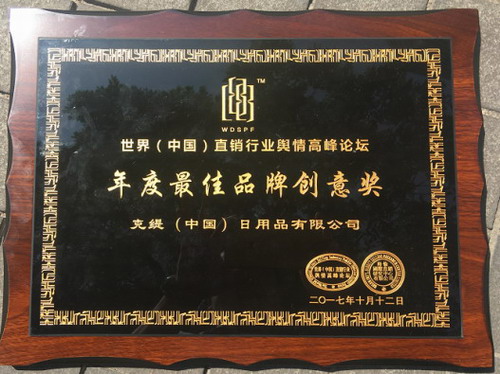 ™
WDSPF
世界（中国）直销行业舆情高峰论坛
年度最佳品牌创意奖
克缇（中国）日用品有限公司
二〇一七年十月十二日